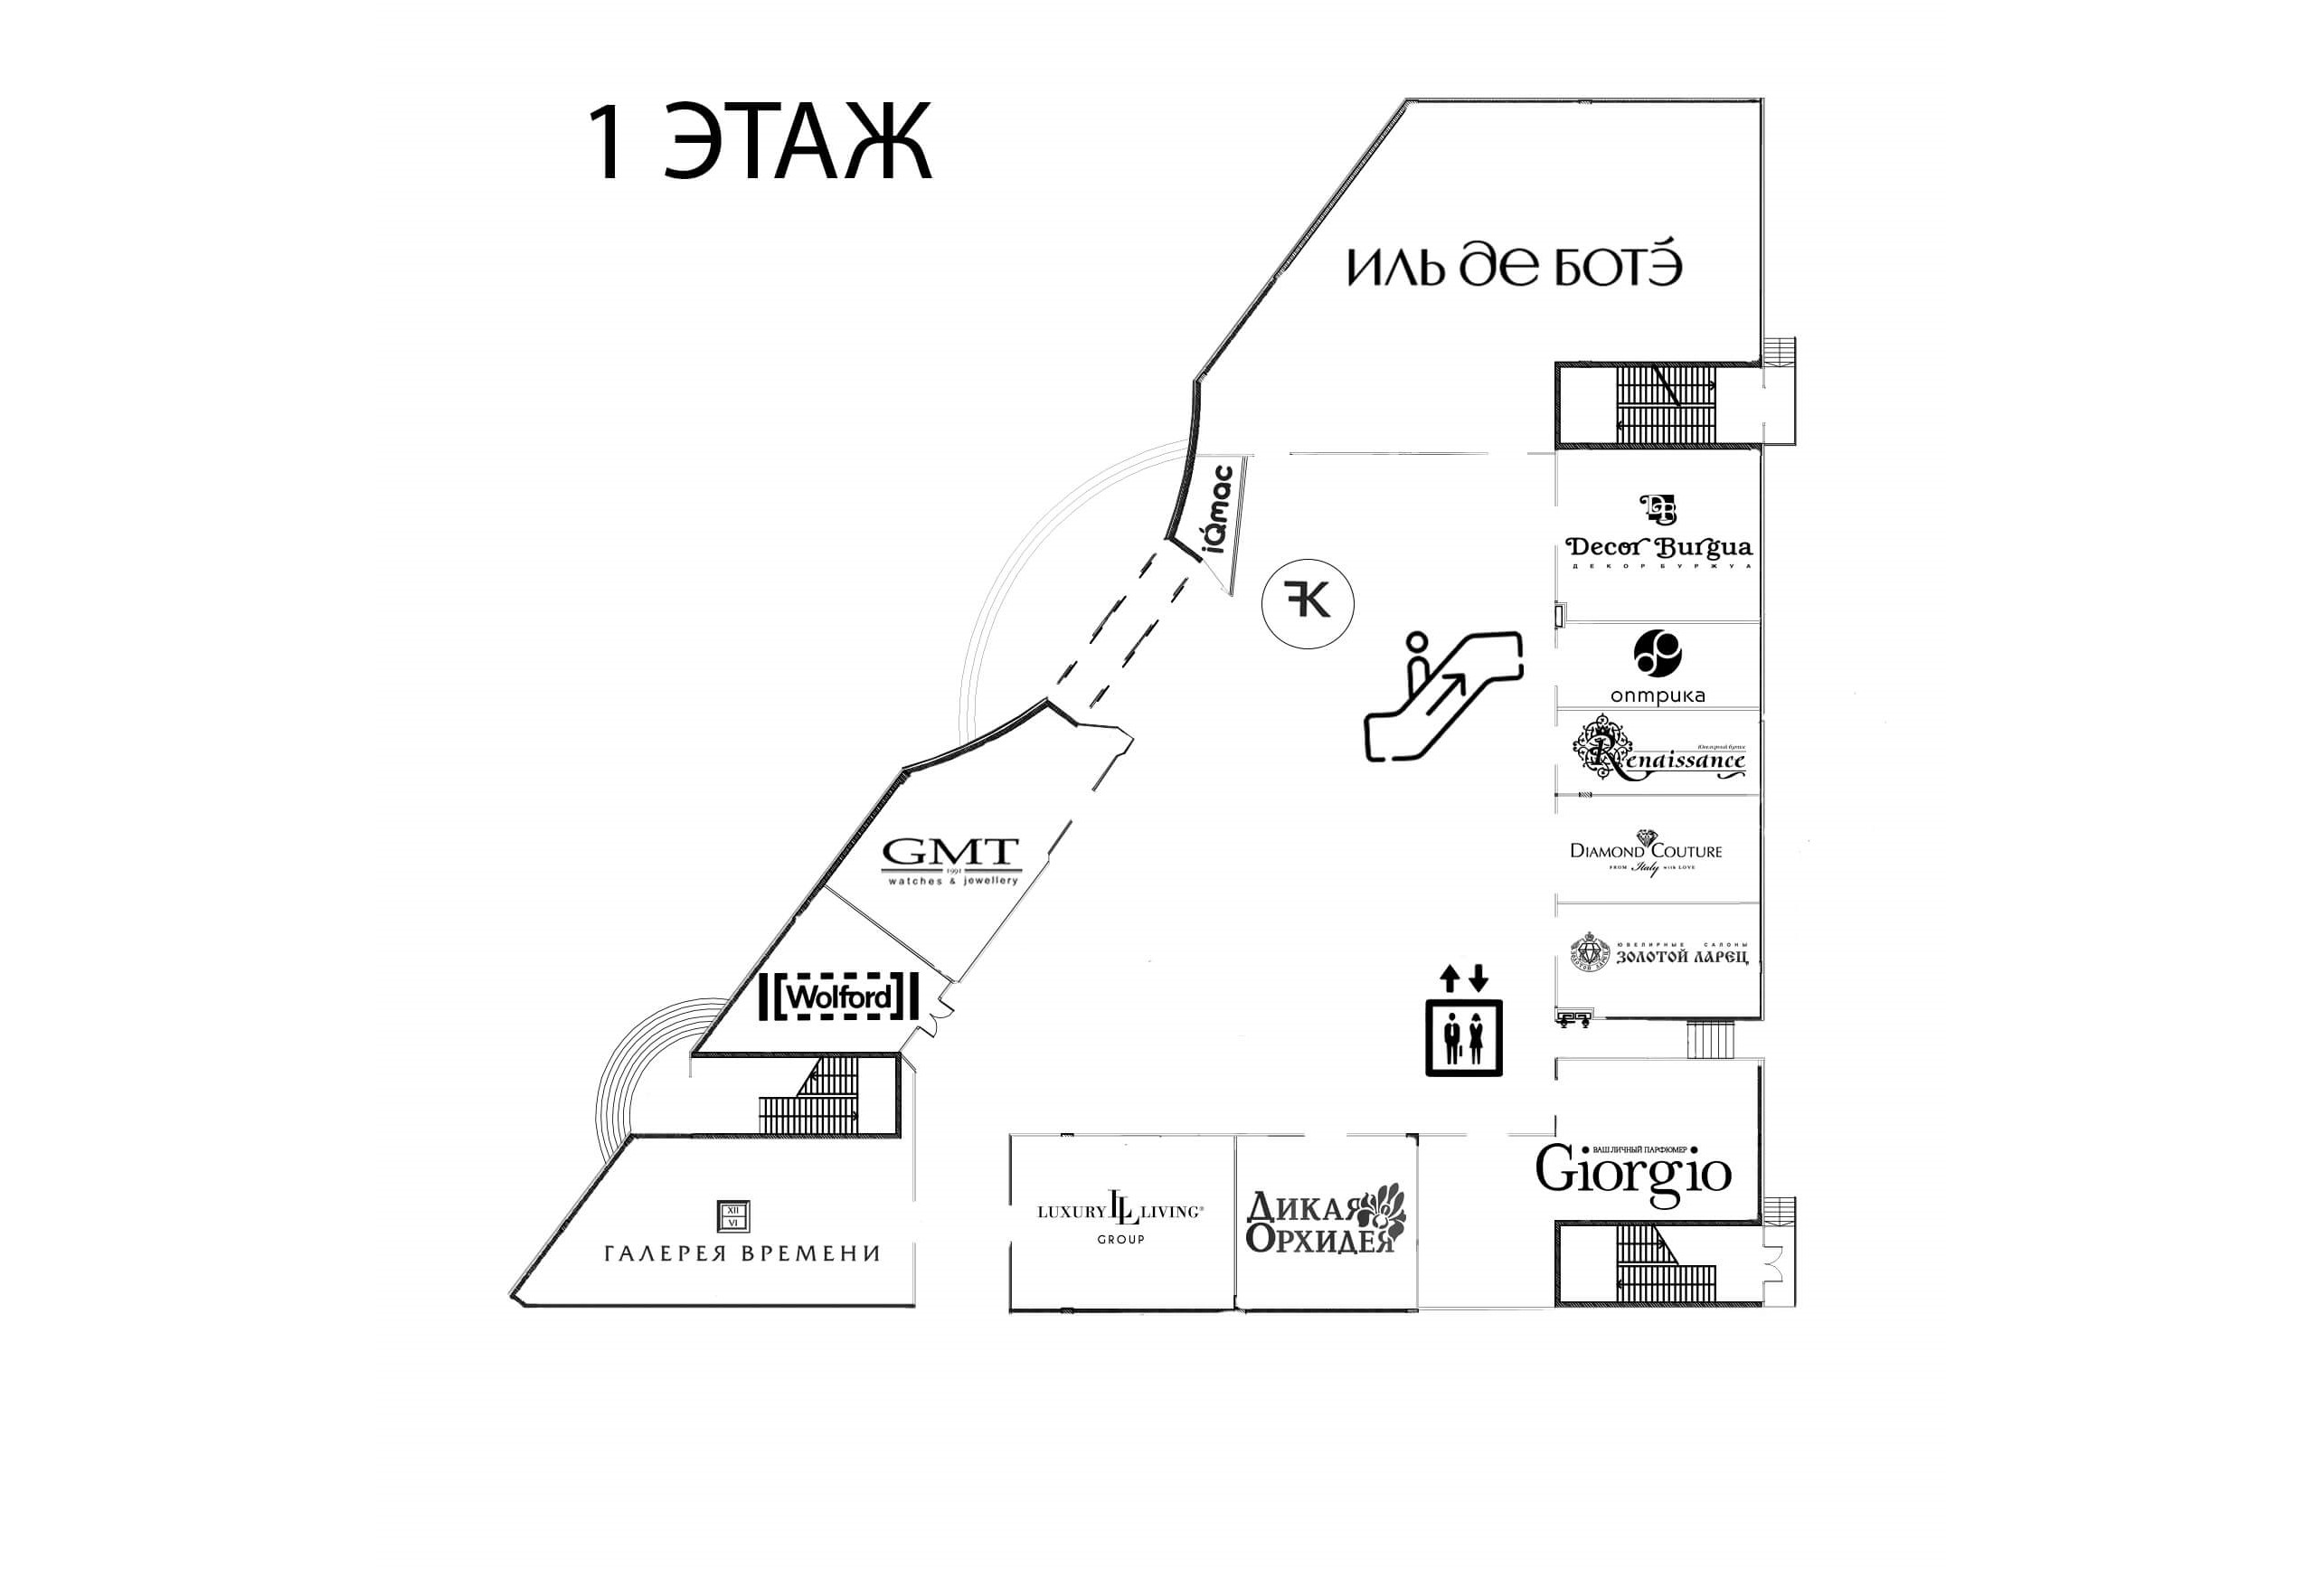 1 ЭТАЖ
ИЛЬ де БОТЭ
iQmac
DB
Decor Burgua
ДЕКОР БУРЖУА
FK
оптрика
Ювелирный бутик
Renaissance
GMT
1991
watches & jewellery
DIAMOND COUTURE
FROM Italy with LOVE
ЮВЕЛИРНЫЕ САЛОНЫ
ЗОЛОТОЙ ЛАРЕЦ
[Wolford]
ВАШ ЛИЧНЫЙ ПАРФЮМЕР
Giorgio
XII
VI
ГАЛЕРЕЯ ВРЕМЕНИ
LUXURY LL LIVING®
GROUP
ДИКАЯ
ОРХИДЕЯ